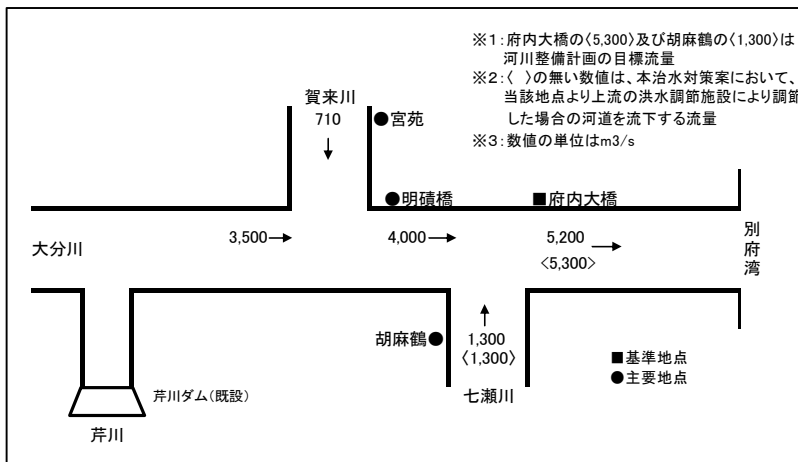 ※1:府内大橋の〈5,300〉及び胡麻鶴の〈1,300〉は
河川整備計画の目標流量
※2:〈 〉の無い数値は、本治水対策案において、
当該地点より上流の洪水調節施設により調節
した場合の河道を流下する流量
※3:数値の単位はm3/s
賀来川
710
↓
●宮苑
●明磧橋
■府内大橋
大分川
3,500→
4,000→
5,200
→
〈5,300〉
別府湾
胡麻鶴●
↑
1,300
〈1,300〉
七瀬川
■基準地点
●主要地点
芹川ダム(既設)
芹川